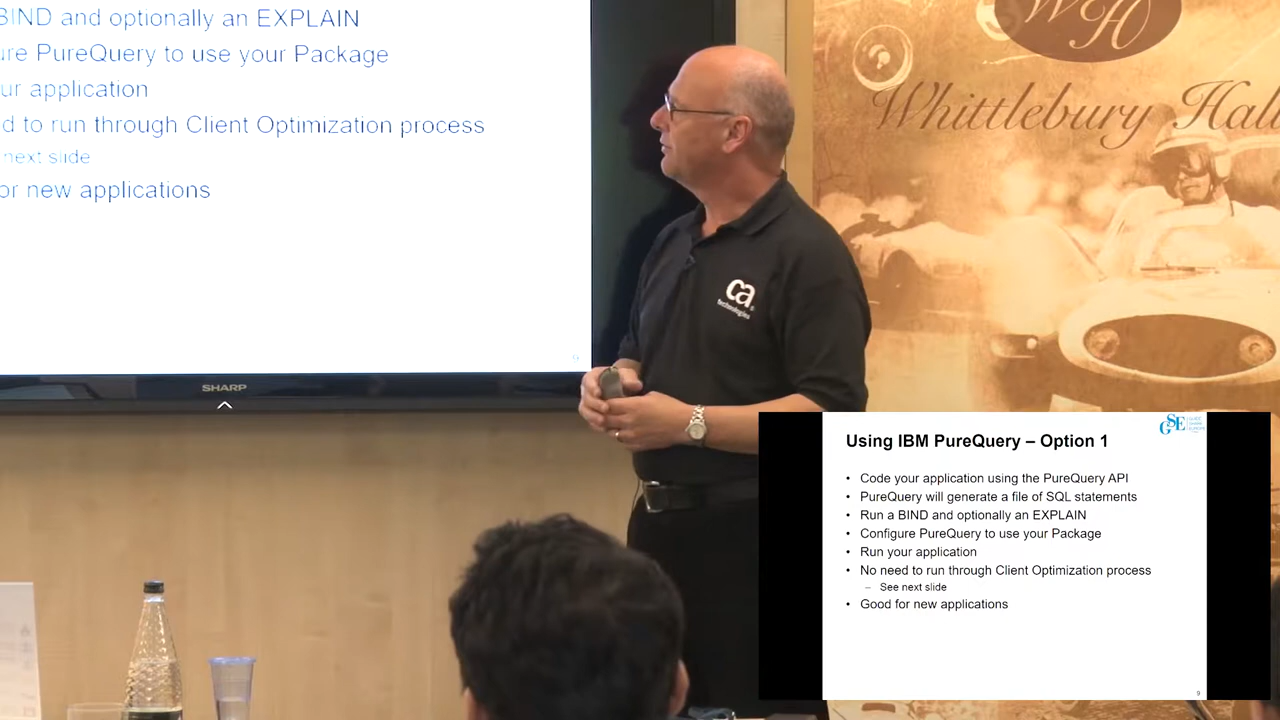 BIND and optionally an EXPLAIN
ure PureQuery to use your Package
ur application
d to run through Client Optimization process
next slide
or new applications
9
SHARP
WH
Whittlebury Hall
ca
technologies
GSE
Using IBM PureQuery – Option 1
• Code your application using the PureQuery API
• PureQuery will generate a file of SQL statements
• Run a BIND and optionally an EXPLAIN
• Configure PureQuery to use your Package
• Run your application
• No need to run through Client Optimization process
– See next slide
• Good for new applications
9